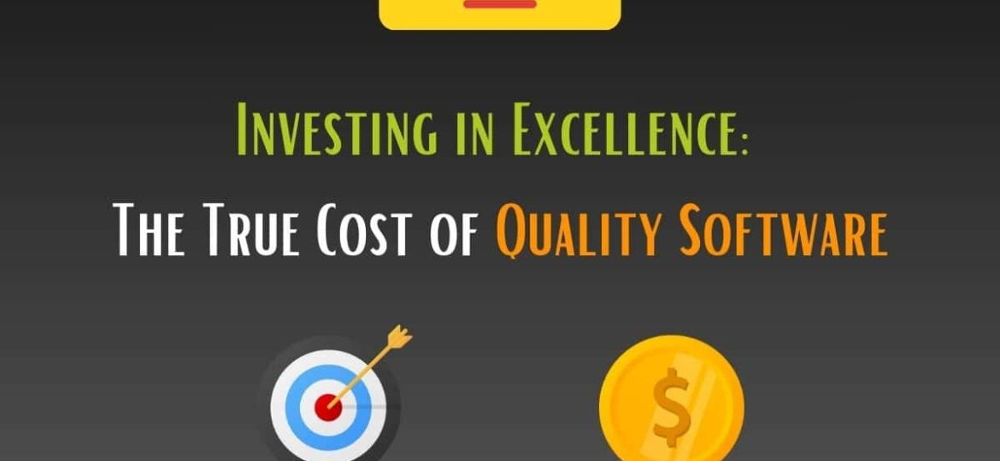 Investing in Excellence:
The True Cost of Quality Software
$